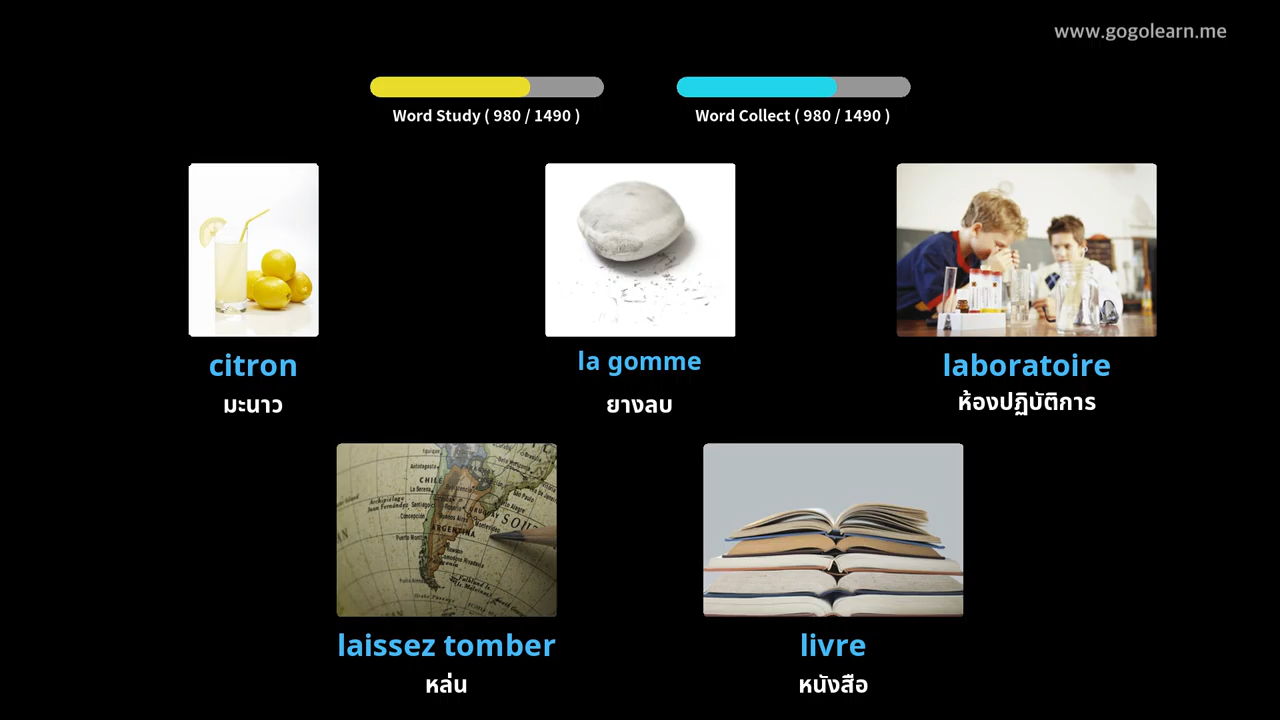 www.gogolearn.me
Word Study ( 980 / 1490 )
Word Collect ( 980 / 1490 )
citron
la gomme
laboratoire
มะนาว
ยางลบ
ห้องปฏิบัติการ
CHILE
ARGENTINA
laissez tomber
livre
หล่น
หนังสือ